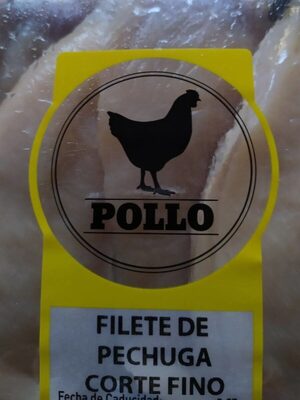 POLLO
FILETE DE
PECHUGA
CORTE FINO
Fecha de Caducidad: